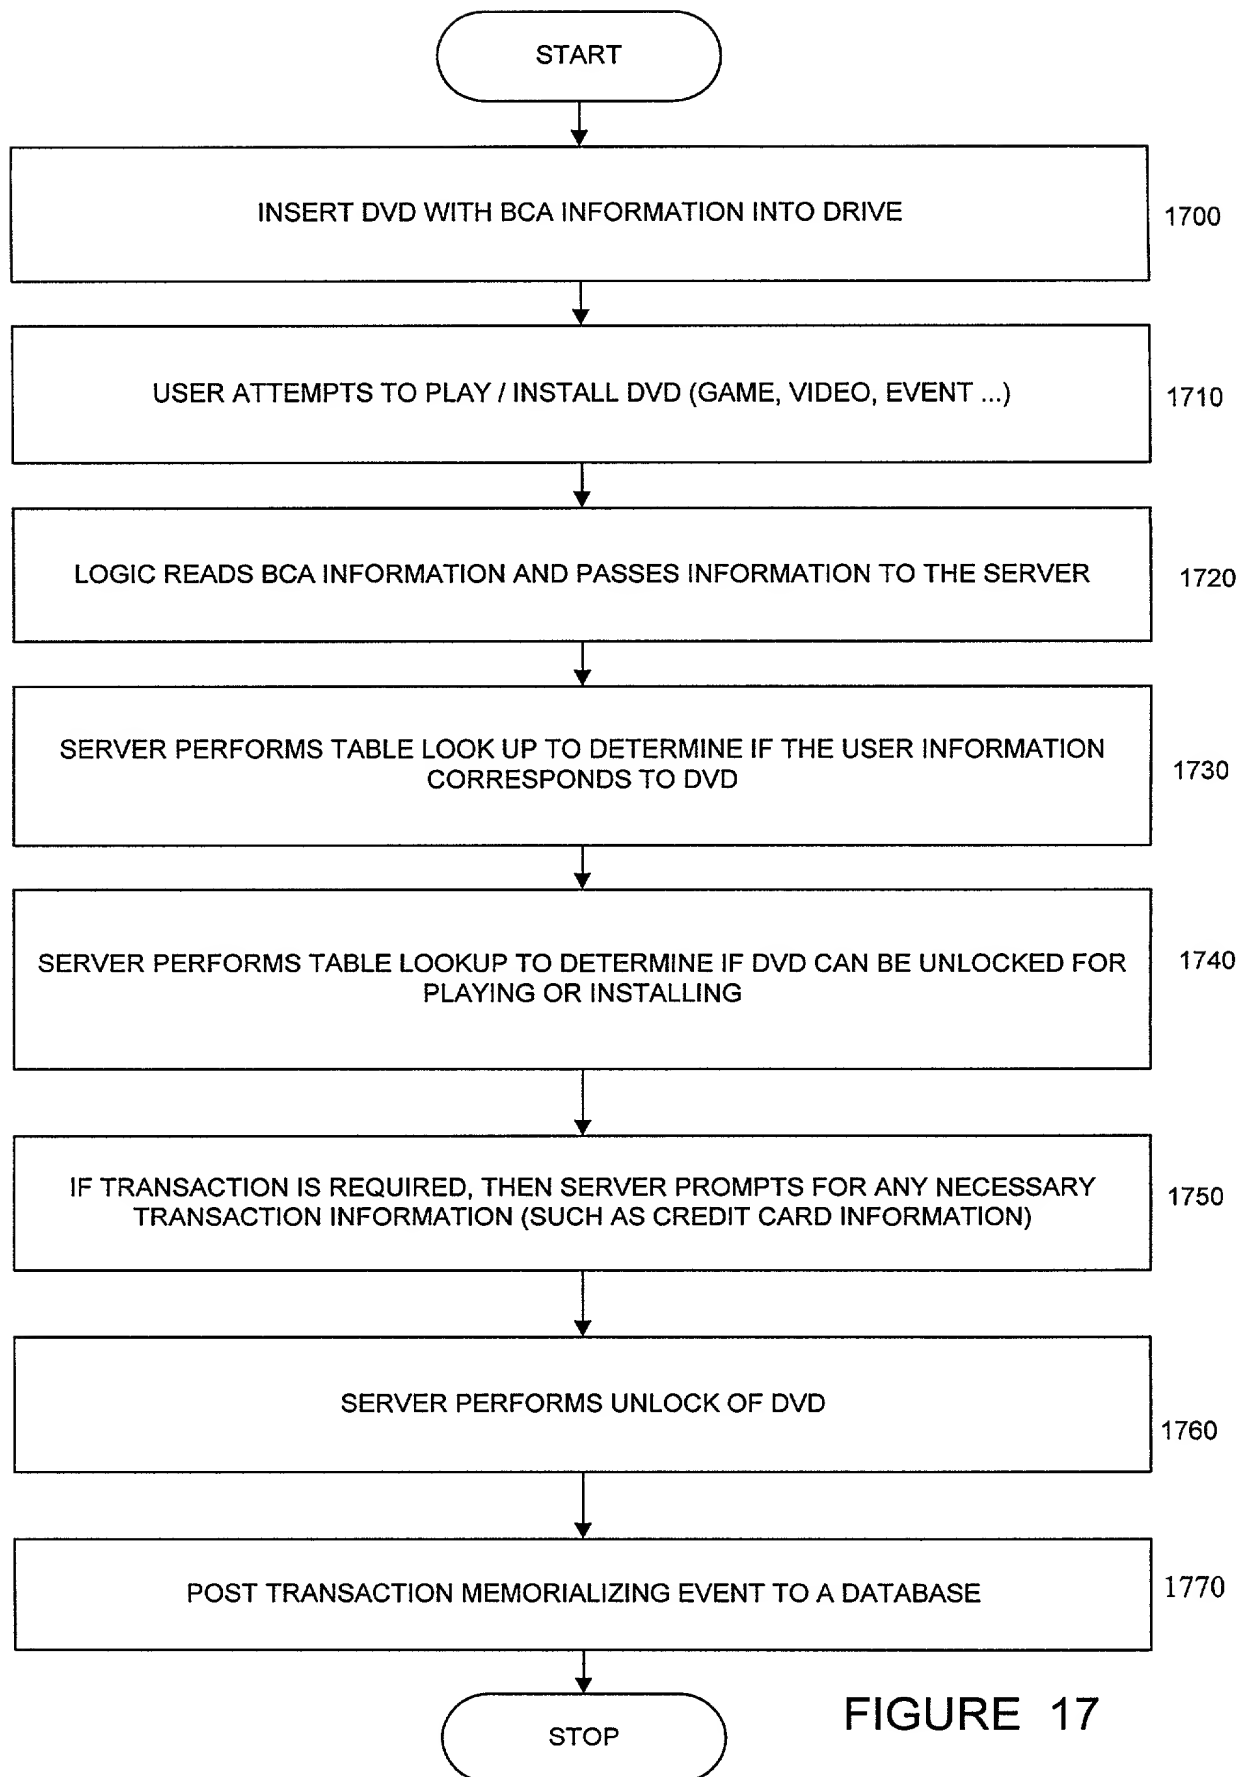 START
INSERT DVD WITH BCA INFORMATION INTO DRIVE
1700
USER ATTEMPTS TO PLAY / INSTALL DVD (GAME, VIDEO, EVENT ...)
1710
LOGIC READS BCA INFORMATION AND PASSES INFORMATION TO THE SERVER
1720
SERVER PERFORMS TABLE LOOK UP TO DETERMINE IF THE USER INFORMATION
CORRESPONDS TO DVD
1730
SERVER PERFORMS TABLE LOOKUP TO DETERMINE IF DVD CAN BE UNLOCKED FOR
PLAYING OR INSTALLING
1740
IF TRANSACTION IS REQUIRED, THEN SERVER PROMPTS FOR ANY NECESSARY
TRANSACTION INFORMATION (SUCH AS CREDIT CARD INFORMATION)
1750
SERVER PERFORMS UNLOCK OF DVD
1760
POST TRANSACTION MEMORIALIZING EVENT TO A DATABASE
1770
STOP
FIGURE 17